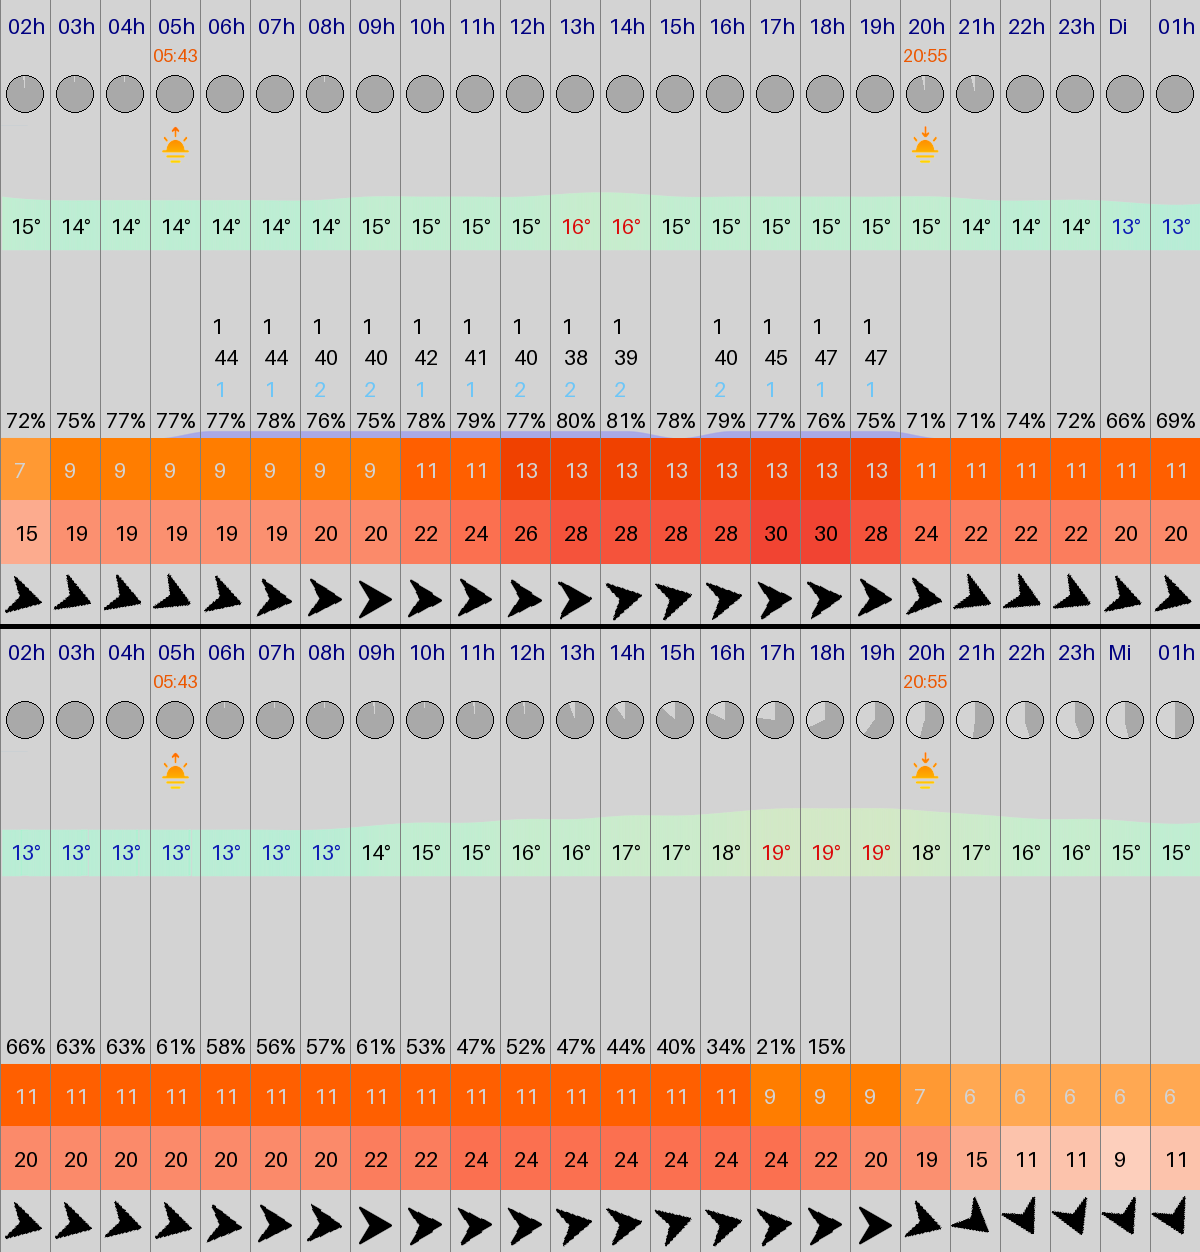 02h 03h 04h 05h 06h 07h 08h 09h 10h 11h 12h 13h 14h 15h 16h 17h 18h 19h 20h 21h 22h 23h Di 01h
05:43 20:55
15° 14° 14° 14° 14° 14° 14° 15° 15° 15° 15° 16° 16° 15° 15° 15° 15° 15° 15° 14° 14° 14° 13° 13°
1 1 1 1 1 1 1 1 1 1 1 1 1
44 44 40 40 42 41 40 38 39 40 45 47 47
1 1 2 2 1 1 2 2 2 2 1 1 1
72% 75% 77% 77% 77% 78% 76% 75% 78% 79% 77% 80% 81% 78% 79% 77% 76% 75% 71% 71% 74% 72% 66% 69%
7 9 9 9 9 9 9 9 11 11 13 13 13 13 13 13 13 13 11 11 11 11 11 11
15 19 19 19 19 19 20 20 22 24 26 28 28 28 28 30 30 28 24 22 22 22 20 20
02h 03h 04h 05h 06h 07h 08h 09h 10h 11h 12h 13h 14h 15h 16h 17h 18h 19h 20h 21h 22h 23h Mi 01h
05:43 20:55
13° 13° 13° 13° 13° 13° 13° 14° 15° 15° 16° 16° 17° 17° 18° 19° 19° 19° 18° 17° 16° 16° 15° 15°
66% 63% 63% 61% 58% 56% 57% 61% 53% 47% 52% 47% 44% 40% 34% 21% 15%
11 11 11 11 11 11 11 11 11 11 11 11 11 11 11 9 9 9 7 6 6 6 6 6
20 20 20 20 20 20 20 22 22 24 24 24 24 24 24 24 22 20 19 15 11 11 9 11